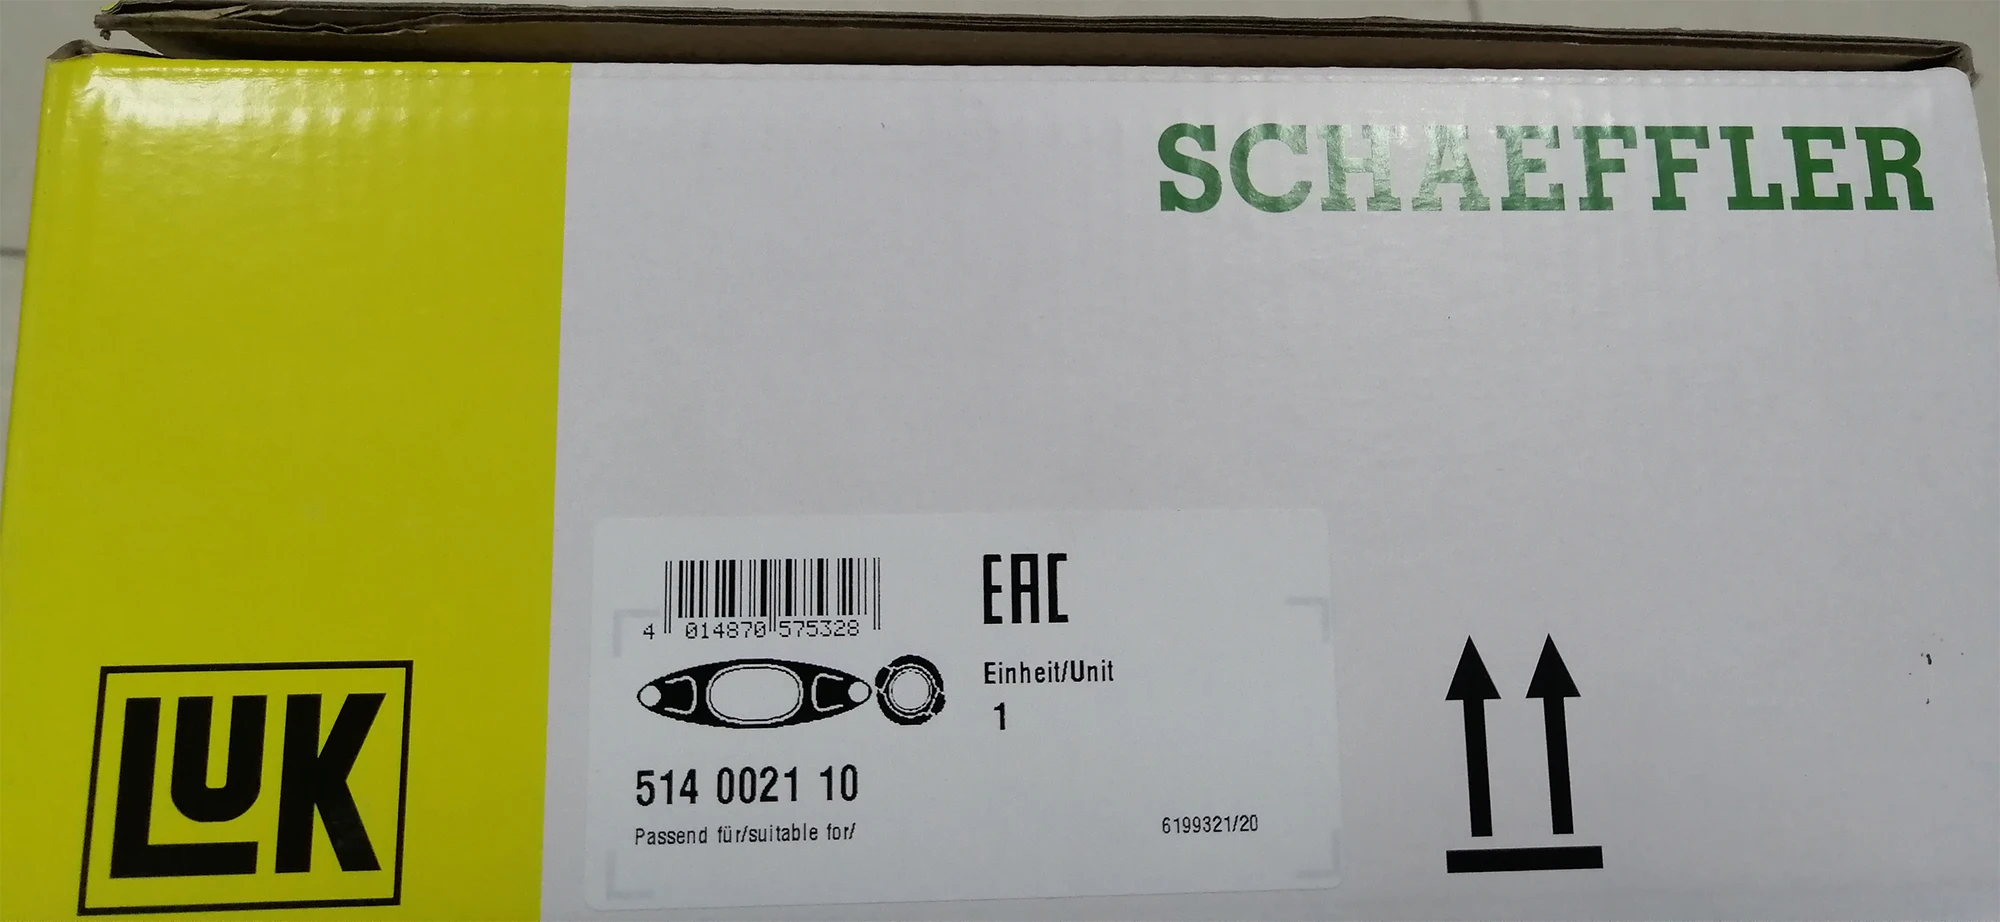 SCHAEFFLER
LUK
4 014870 575328
EAC
Einheit/Unit
1
514 0021 10
Passend für/suitable for/
6199321/20